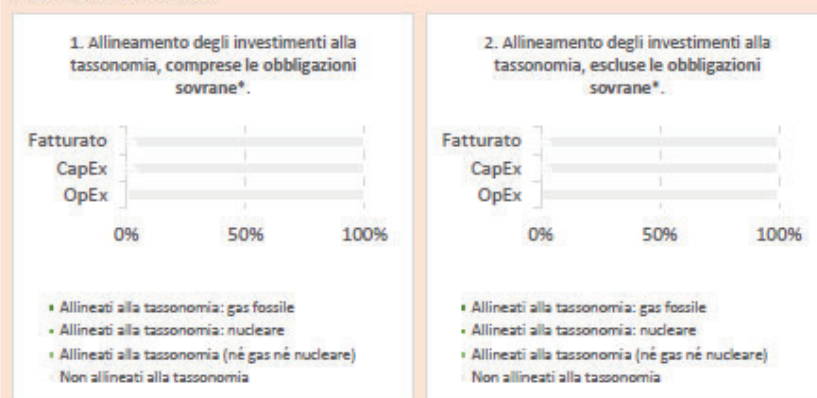 1. Allineamento degli investimenti alla
tassonomia, comprese le obbligazioni
sovrane*.
Fatturato
CapEx
OpEx
0% 50% 100%
▪ Allineati alla tassonomia: gas fossile
▪ Allineati alla tassonomia: nucleare
▪ Allineati alla tassonomia (né gas né nucleare)
Non allineati alla tassonomia
2. Allineamento degli investimenti alla
tassonomia, escluse le obbligazioni
sovrane*.
Fatturato
CapEx
OpEx
0% 50% 100%
▪ Allineati alla tassonomia: gas fossile
▪ Allineati alla tassonomia: nucleare
▪ Allineati alla tassonomia (né gas né nucleare)
Non allineati alla tassonomia